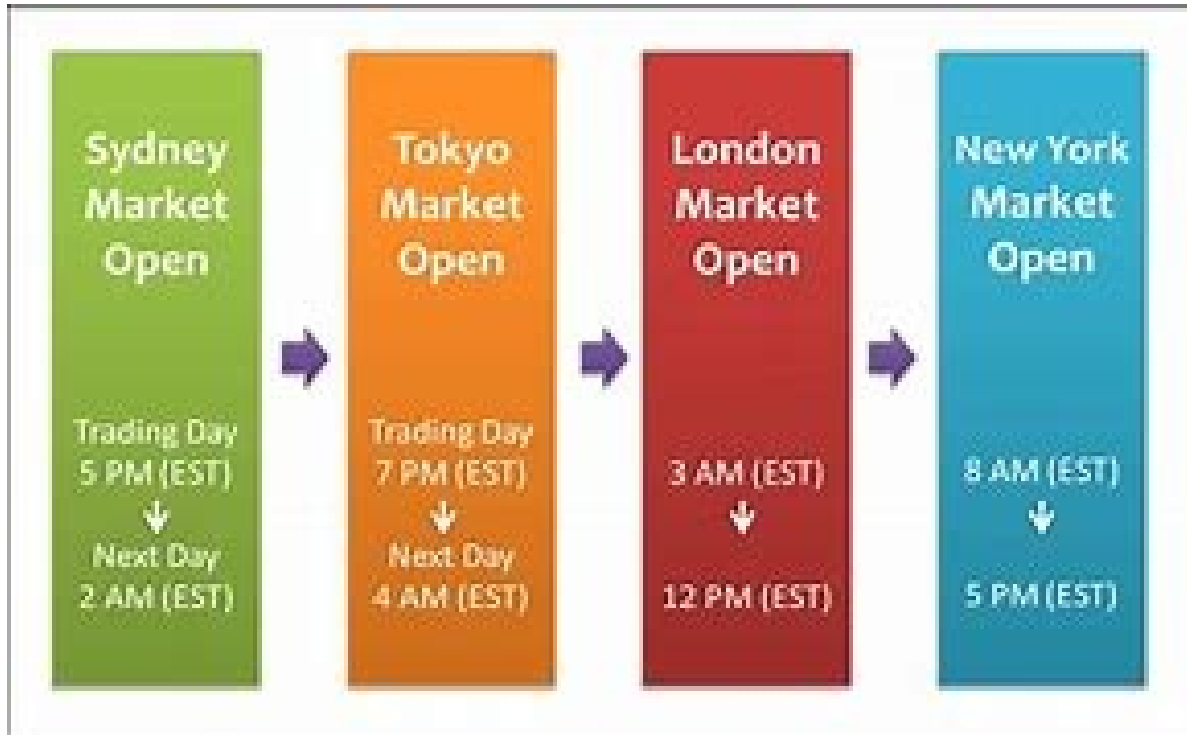 Sydney
Market
Open
Trading Day
5 PM (EST)
Next Day
2 AM (EST)
Tokyo
Market
Open
Trading Day
7 PM (EST)
Next Day
4 AM (EST)
London
Market
Open
3 AM (EST)
12 PM (EST)
New York
Market
Open
8 AM (EST)
5 PM (EST)